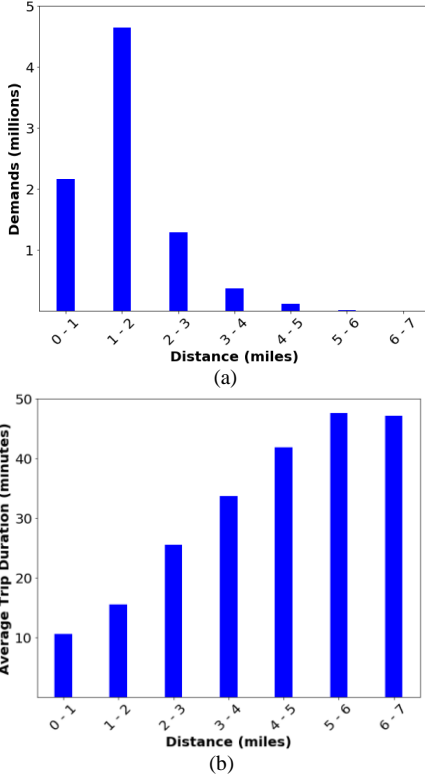 5
4
3
2
1
Demands (millions)
0 - 1
1 - 2
2 - 3
3 - 4
4 - 5
5 - 6
6 - 7
Distance (miles)
(a)
50
40
30
20
10
Average Trip Duration (minutes)
0 - 1
1 - 2
2 - 3
3 - 4
4 - 5
5 - 6
6 - 7
Distance (miles)
(b)